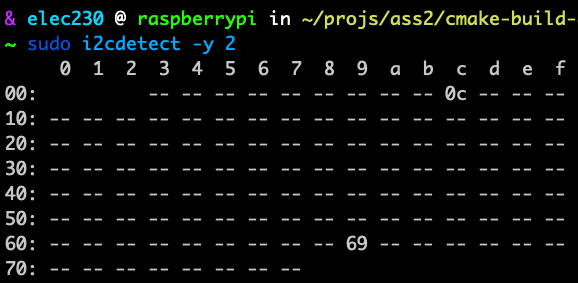 & elec230 @ raspberrypi in ~/projs/ass2/cmake-build-
~ sudo i2cdetect -y 2
     0  1  2  3  4  5  6  7  8  9  a  b  c  d  e  f
00:          -- -- -- -- -- -- -- -- -- 0c -- -- --
10: -- -- -- -- -- -- -- -- -- -- -- -- -- -- -- --
20: -- -- -- -- -- -- -- -- -- -- -- -- -- -- -- --
30: -- -- -- -- -- -- -- -- -- -- -- -- -- -- -- --
40: -- -- -- -- -- -- -- -- -- -- -- -- -- -- -- --
50: -- -- -- -- -- -- -- -- -- -- -- -- -- -- -- --
60: -- -- -- -- -- -- -- -- -- 69 -- -- -- -- -- --
70: -- -- -- -- -- -- -- --